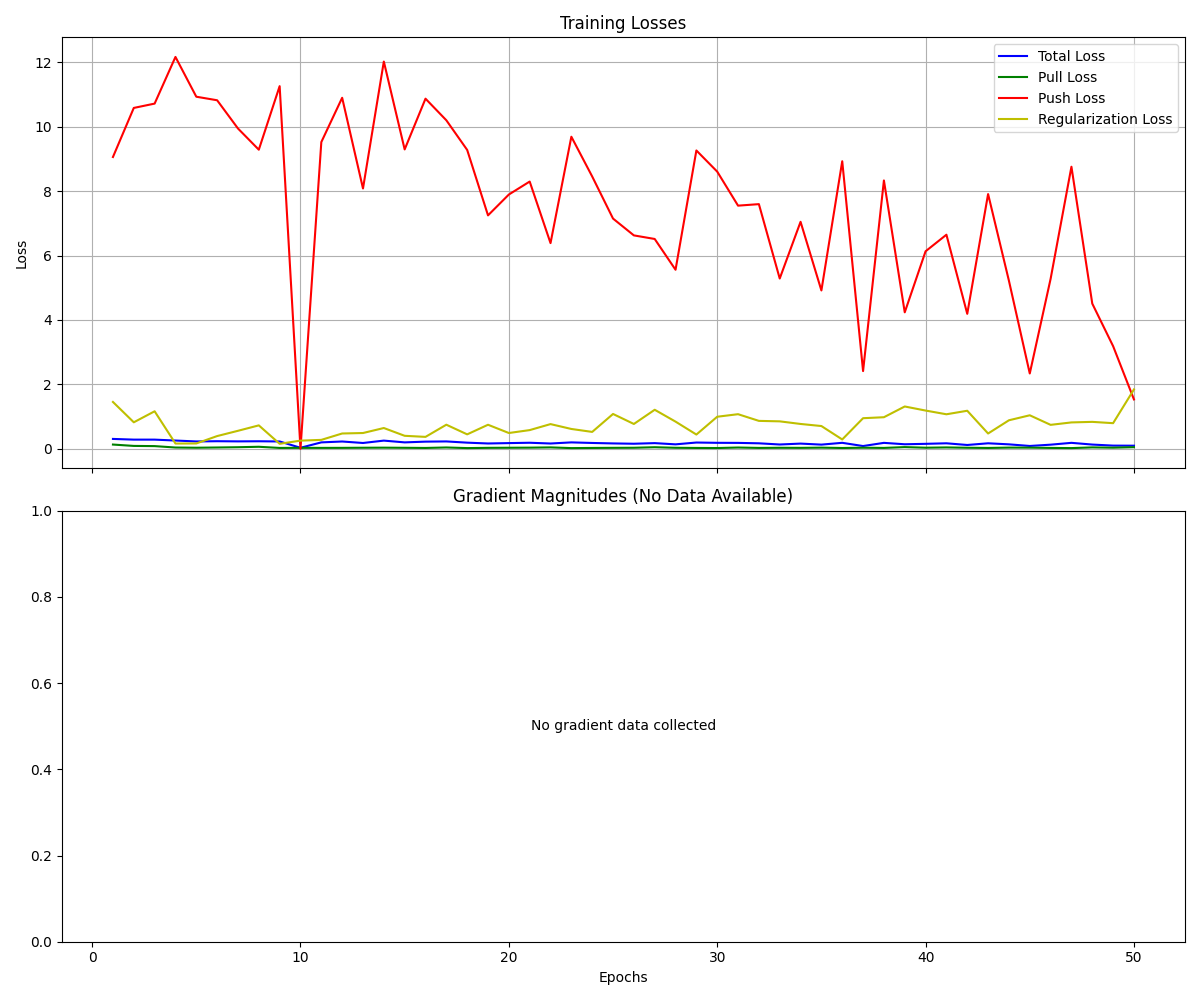 Training Losses
Total Loss
Pull Loss
Push Loss
Regularization Loss
Loss
12
10
8
6
4
2
0
Gradient Magnitudes (No Data Available)
1.0
0.8
0.6
0.4
0.2
0.0
No gradient data collected
0 10 20 30 40 50
Epochs